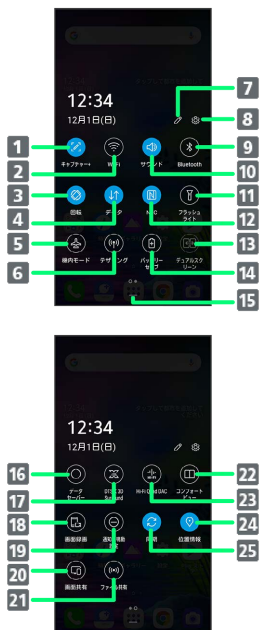 12:34
12月1日(日)
7
8
1
キャプチャー+
2
Wi-Fi
サウンド
10
Bluetooth
9
3
回転
4
データ
NFC
12
フラッシュ
ライト
11
5
機内モード
6
テザリング
バッテリー
セーブ
14
デュアルスク
リーン
13
15
12:34
12月1日(日)
16
データ
セーバー
17
DTS:X 3D
Surround
Hi-Fi Quad DAC
23
コンフォート
ビュー
22
18
画面録画
19
25
位置情報
24
20
画面共有
21
ファイル共有